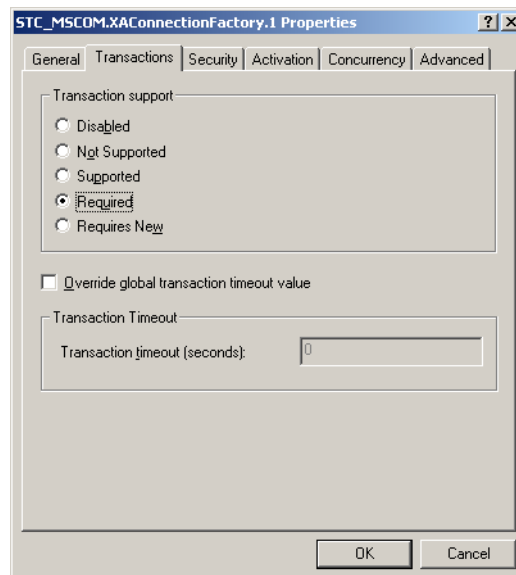 STC_MSCOM.XAConnectionFactory.1 Properties
General Transactions Security Activation Concurrency Advanced
Transaction support
Disabled
Not Supported
Supported
Required
Requires New
Override global transaction timeout value
Transaction Timeout
Transaction timeout (seconds): 0
OK Cancel